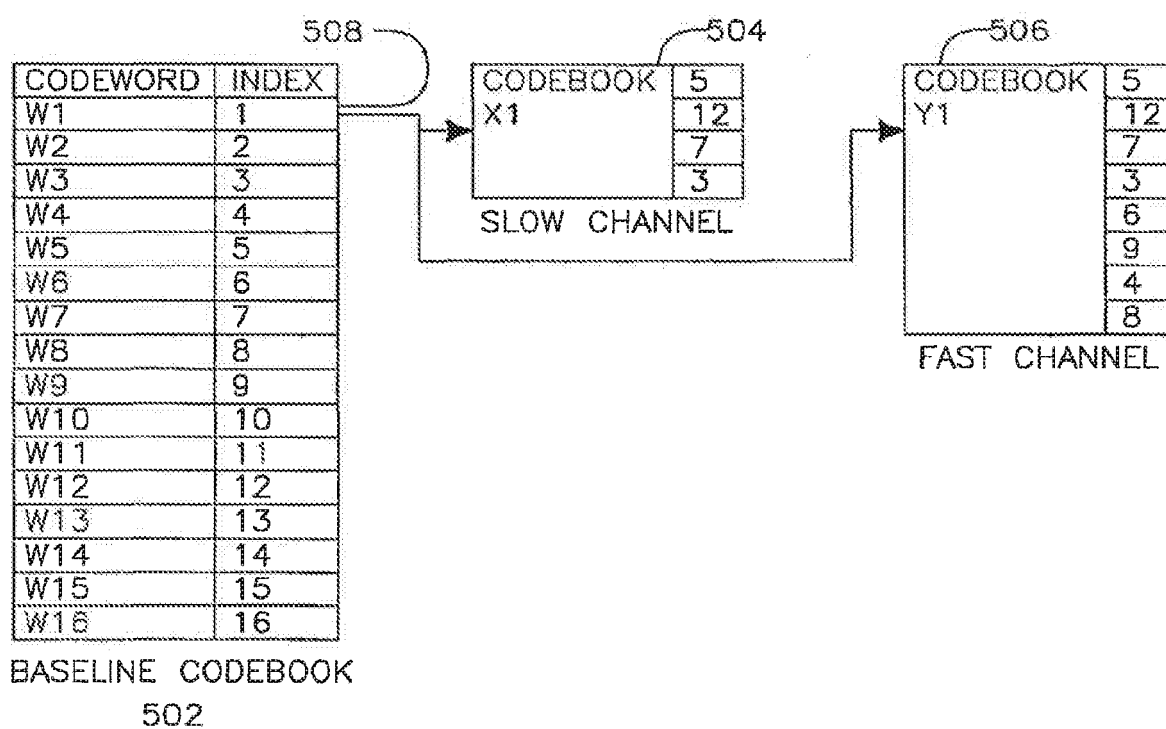 508
504
506
CODEWORD INDEX
W1 1
W2 2
W3 3
W4 4
W5 5
W6 6
W7 7
W8 8
W9 9
W10 10
W11 11
W12 12
W13 13
W14 14
W15 15
W16 16
BASELINE CODEBOOK
502
CODEBOOK 5
X1 12
7
3
SLOW CHANNEL
CODEBOOK 5
Y1 12
7
3
6
9
4
8
FAST CHANNEL